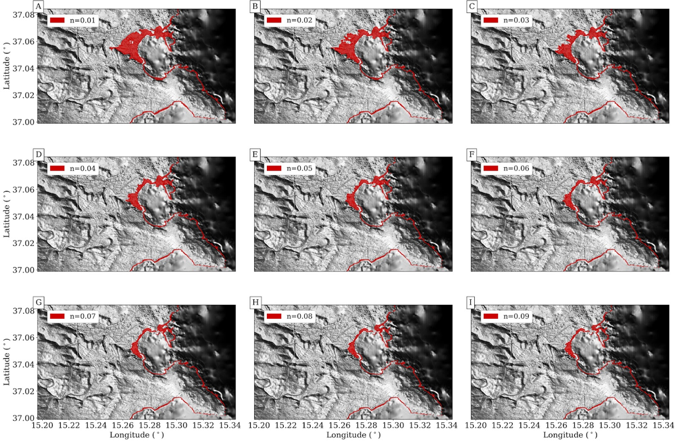 A n=0.01 B n=0.02 C n=0.03
37.08
37.06
37.04
37.02
37.00
Latitude (°)
D n=0.04 E n=0.05 F n=0.06
37.08
37.06
37.04
37.02
37.00
Latitude (°)
G n=0.07 H n=0.08 I n=0.09
37.08
37.06
37.04
37.02
37.00
Latitude (°)
15.20 15.22 15.24 15.26 15.28 15.30 15.32 15.34 15.20 15.22 15.24 15.26 15.28 15.30 15.32 15.34 15.20 15.22 15.24 15.26 15.28 15.30 15.32 15.34
Longitude (°) Longitude (°) Longitude (°)